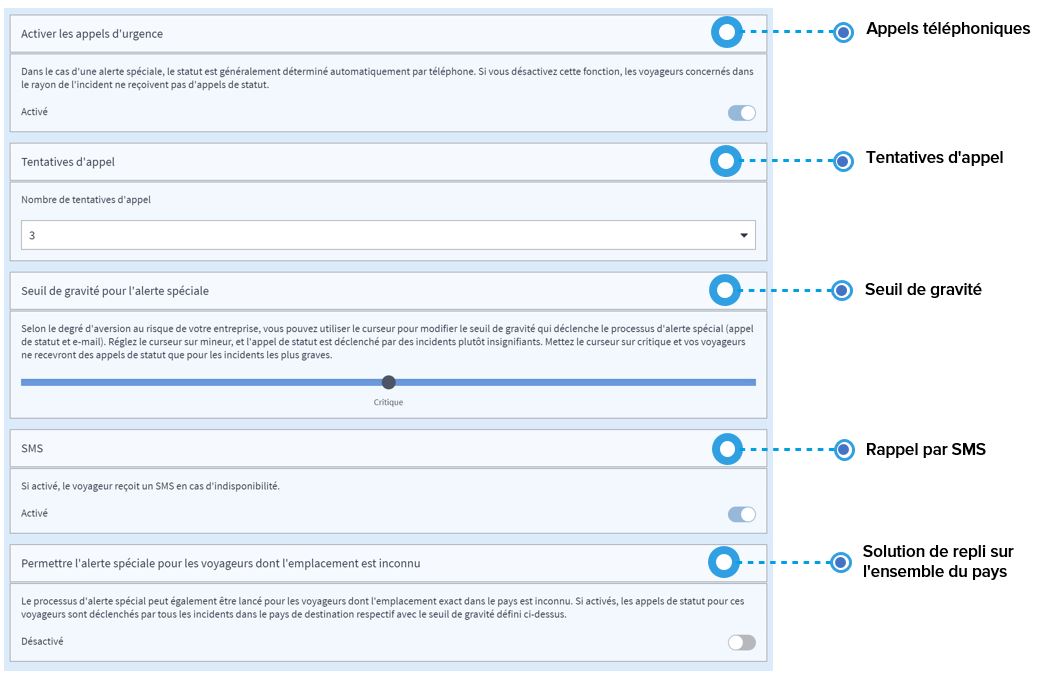 Activer les appels d'urgence
Appels téléphoniques
Dans le cas d'une alerte spéciale, le statut est généralement déterminé automatiquement par téléphone. Si vous désactivez cette fonction, les voyageurs concernés dans
le rayon de l'incident ne reçoivent pas d'appels de statut.
Activé
Tentatives d'appel
Tentatives d'appel
Nombre de tentatives d'appel
3
Seuil de gravité pour l'alerte spéciale
Seuil de gravité
Selon le degré d'aversion au risque de votre entreprise, vous pouvez utiliser le curseur pour modifier le seuil de gravité qui déclenche le processus d'alerte spécial (appel
de statut et e-mail). Réglez le curseur sur mineur, et l'appel de statut est déclenché par des incidents plutôt insignifiants. Mettez le curseur sur critique et vos voyageurs
ne recevront des appels de statut que pour les incidents les plus graves.
Critique
SMS
Rappel par SMS
Si activé, le voyageur reçoit un SMS en cas d'indisponibilité.
Activé
Permettre l'alerte spéciale pour les voyageurs dont l'emplacement est inconnu
Solution de repli sur
l'ensemble du pays
Le processus d'alerte spécial peut également être lancé pour les voyageurs dont l'emplacement exact dans le pays est inconnu. Si activés, les appels de statut pour ces
voyageurs sont déclenchés par tous les incidents dans le pays de destination respectif avec le seuil de gravité défini ci-dessus.
Désactivé